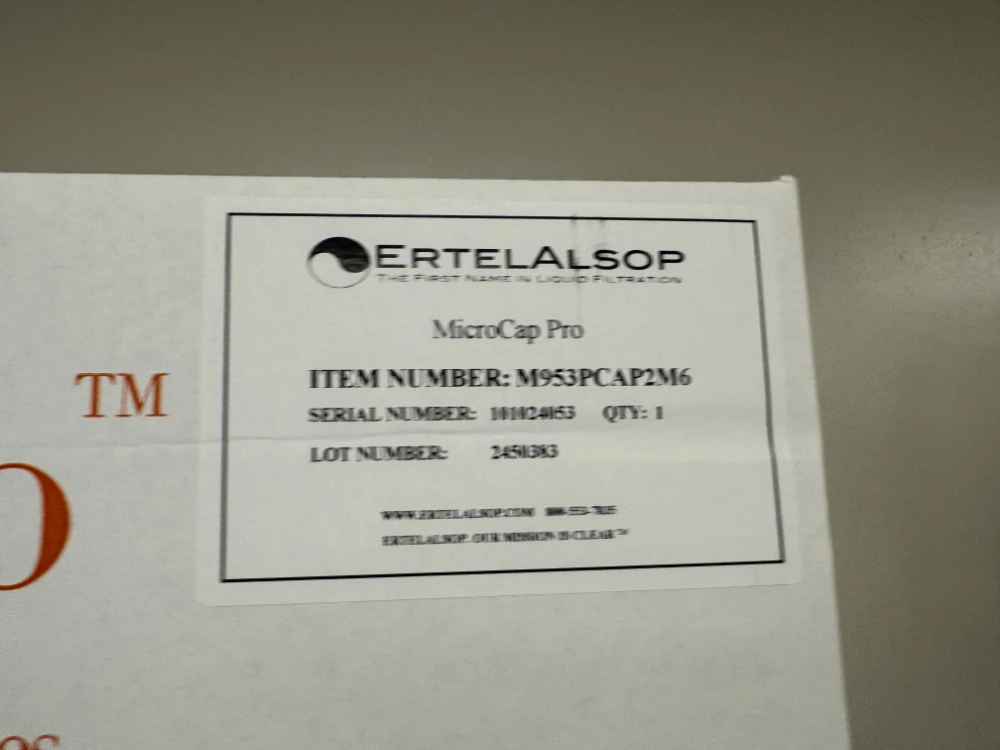 ERTELALSOP
THE FIRST NAME IN LIQUID FILTRATION
MicroCap Pro
ITEM NUMBER: M953PCAP2M6
SERIAL NUMBER: 101024053 QTY: 1
LOT NUMBER: 2450383
WWW.ERTELALSOP.COM
ERTELALSOP: OUR MISSION IS CLEAR™
TM